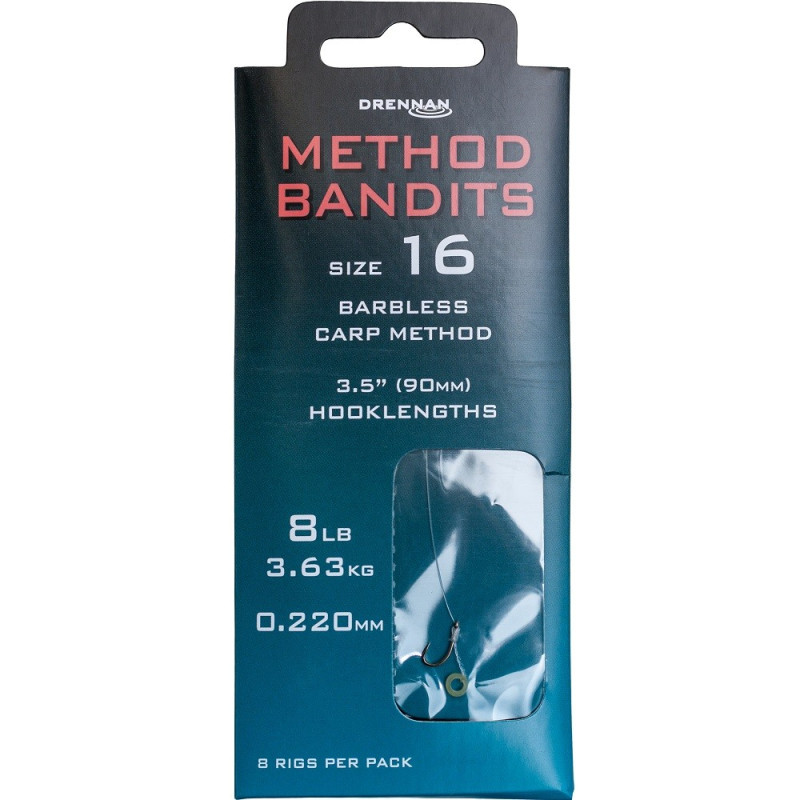 DRENNAN
METHOD
BANDITS
SIZE 16
BARBLESS
CARP METHOD
3.5” (90MM)
HOOKLENGTHS
8LB
3.63KG
0.220MM
8 RIGS PER PACK